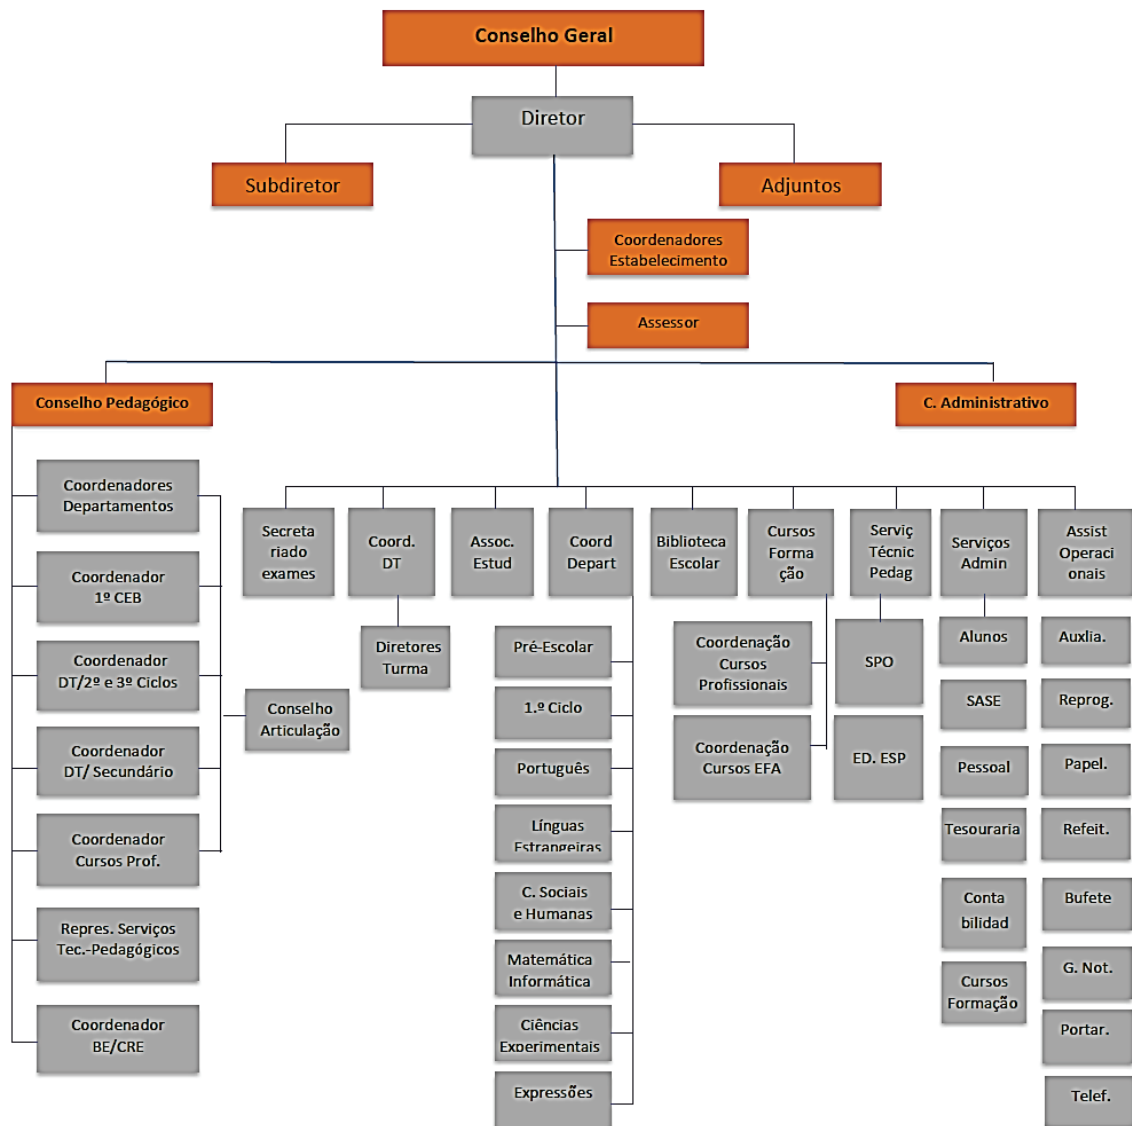 Conselho Geral
Diretor
Subdiretor
Adjuntos
Coordenadores
Estabelecimento
Assessor
Conselho Pedagógico
C. Administrativo
Coordenadores
Departamentos
Coordenador
1º CEB
Coordenador
DT/2º e 3º Ciclos
Coordenador
DT/ Secundário
Coordenador
Cursos Prof.
Repres. Serviços
Tec.-Pedagógicos
Coordenador
BE/CRE
Conselho
Articulação
Secreta
riado
exames
Coord.
DT
Diretores
Turma
Assoc.
Estud
Coord
Depart
Pré-Escolar
1.º Ciclo
Português
Línguas
Estrangeiras
C. Sociais
e Humanas
Matemática
Informática
Ciências
Experimentais
Expressões
Biblioteca
Escolar
Cursos
Forma
ção
Coordenação
Cursos
Profissionais
Coordenação
Cursos EFA
Serviç
Técnic
Pedag
SPO
ED. ESP
Serviços
Admin
Alunos
SASE
Pessoal
Tesouraria
Conta
bilidad
Cursos
Formação
Assist
Operaci
onais
Auxlia.
Reprog.
Papel.
Refeit.
Bufete
G. Not.
Portar.
Telef.